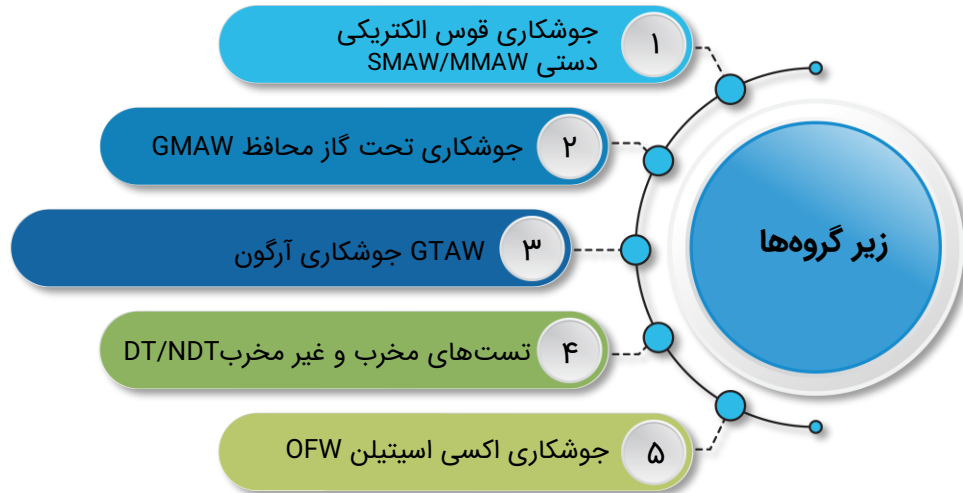 زیر گروه‌ها
۱
جوشکاری قوس الکتریکی
دستی SMAW/MMAW
۲
جوشکاری تحت گاز محافظ GMAW
۳
GTAW جوشکاری آرگون
۴
تست‌های مخرب و غیر مخربDT/NDT
۵
جوشکاری اکسی اسیتیلن OFW